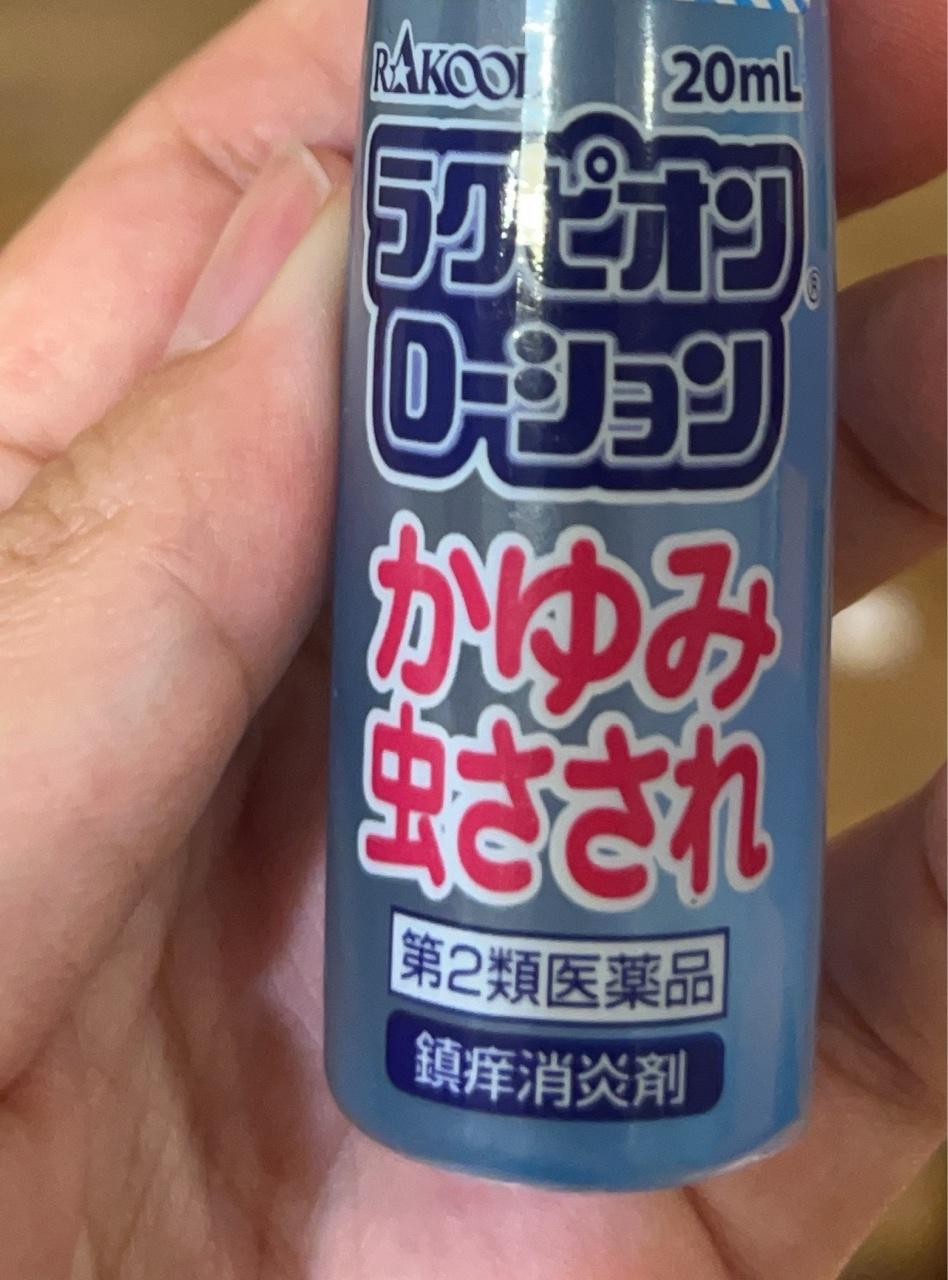 RAKOOL
20mL
ラクピオン
®
ローション
かゆみ
虫さされ
第2類医薬品
鎮痒消炎剤